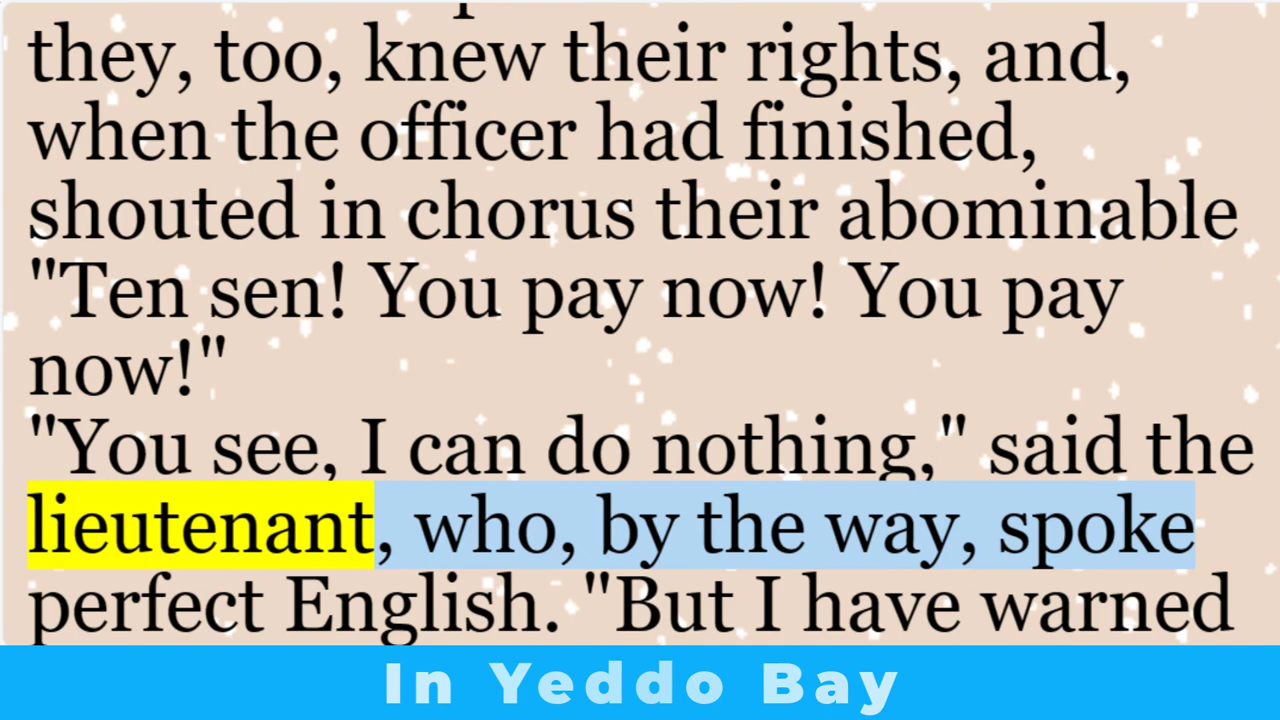 they, too, knew their rights, and,
when the officer had finished,
shouted in chorus their abominable
"Ten sen! You pay now! You pay
now!"
"You see, I can do nothing," said the
lieutenant, who, by the way, spoke
perfect English. "But I have warned
In Yeddo Bay